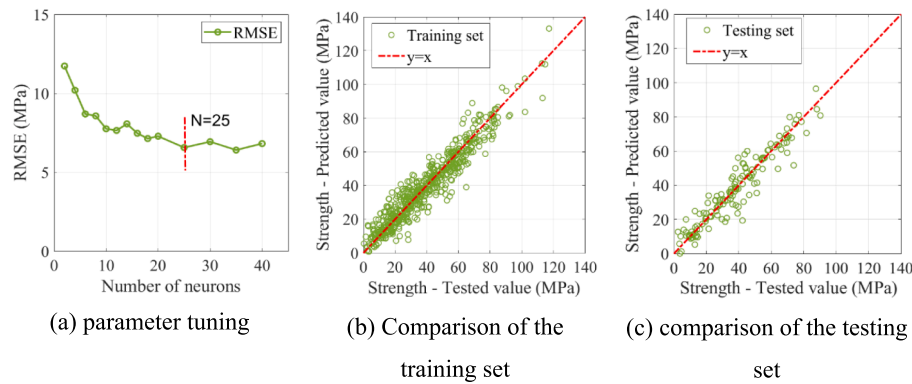 15
10
5
0
RMSE (MPa)
0 10 20 30 40
Number of neurons
RMSE
N=25
(a) parameter tuning
140
120
100
80
60
40
20
0
Strength - Predicted value (MPa)
0 20 40 60 80 100 120 140
Strength - Tested value (MPa)
Training set
y=x
(b) Comparison of the
training set
140
120
100
80
60
40
20
0
Strength - Predicted value (MPa)
0 20 40 60 80 100 120 140
Strength - Tested value (MPa)
Testing set
y=x
(c) comparison of the testing
set